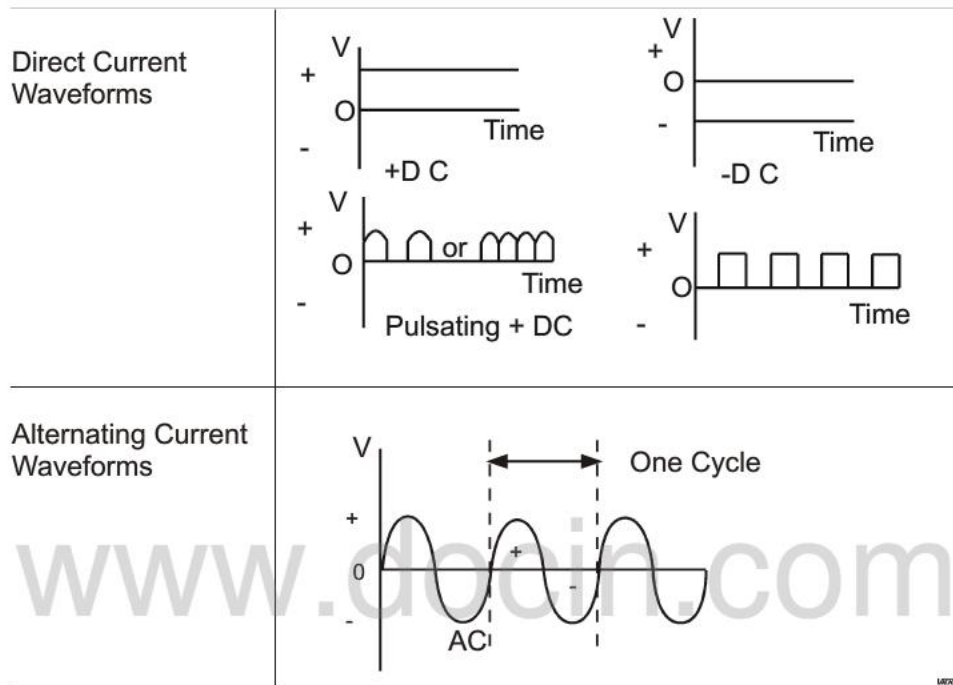 Direct Current
Waveforms
V
+
O
-
Time
+D C
V
+
O
-
Time
-D C
V
+
O
-
or
Time
Pulsating + DC
V
+
O
-
Time
Alternating Current
Waveforms
V
+
0
-
One Cycle
+
-
AC
www.docin.com